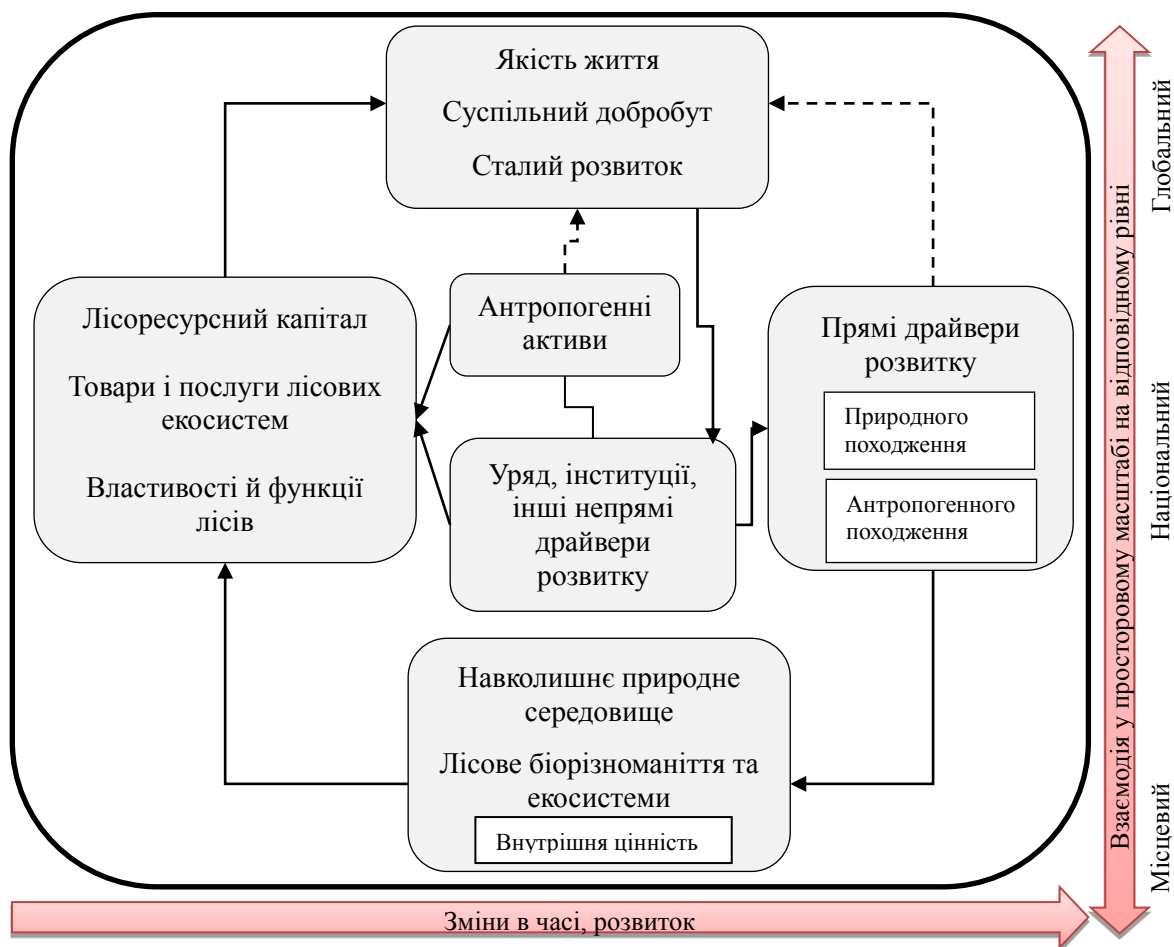 Якість життя
Суспільний добробут
Сталий розвиток
Лісоресурсний капітал
Товари і послуги лісових
екосистем
Властивості й функції
лісів
Антропогенні
активи
Уряд, інституції,
інші непрямі
драйвери
розвитку
Прямі драйвери
розвитку
Природного
походження
Антропогенного
походження
Навколишнє природне
середовище
Лісове біорізноманіття та
екосистеми
Внутрішня цінність
Зміни в часі, розвиток
Взаємодія у просторовому масштабі на відповідному рівні
Глобальний
Національний
Місцевий